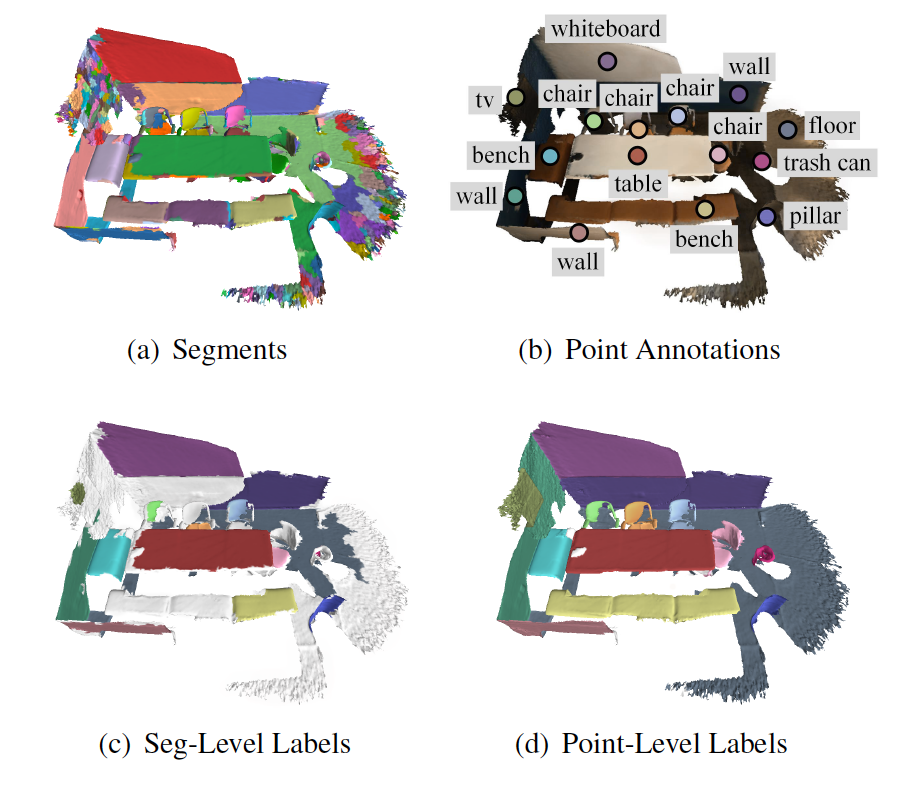 whiteboard
wall
tv
chair
chair
chair
chair
floor
bench
trash can
table
wall
pillar
bench
wall
(a) Segments
(b) Point Annotations
(c) Seg-Level Labels
(d) Point-Level Labels